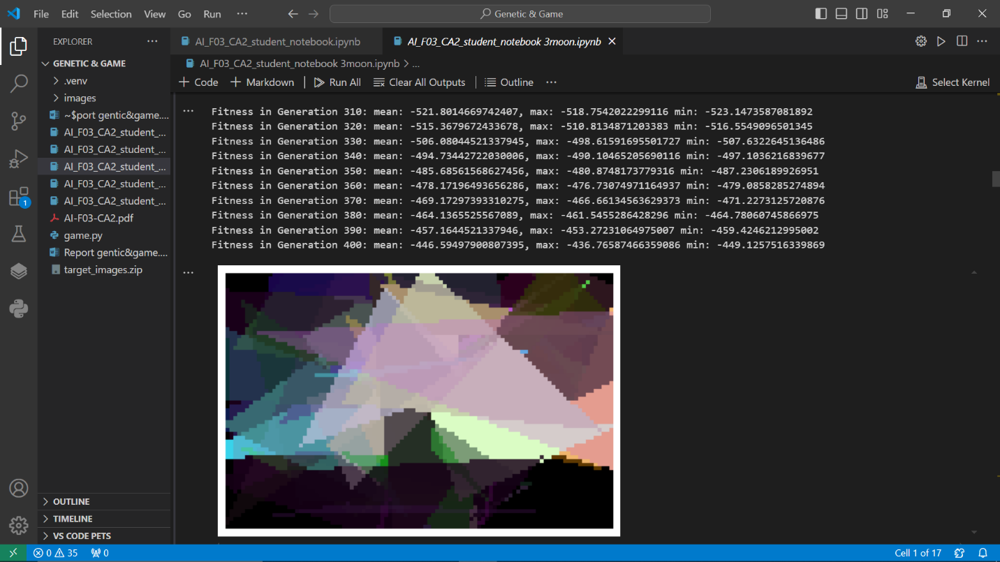 File Edit Selection View Go Run ··· Genetic & Game
EXPLORER ···
GENETIC & GAME
.venv
images
~$port gentic&game....
AI_F03_CA2_student_...
AI_F03_CA2_student_...
AI_F03_CA2_student_...
AI_F03_CA2_student_...
AI_F03_CA2_student_...
AI-F03-CA2.pdf
game.py
Report gentic&game....
target_images.zip
OUTLINE
TIMELINE
VS CODE PETS
1
AI_F03_CA2_student_notebook.ipynb AI_F03_CA2_student_notebook 3moon.ipynb
AI_F03_CA2_student_notebook 3moon.ipynb > ...
+ Code + Markdown | Run All Clear All Outputs | Outline ··· Select Kernel
Fitness in Generation 310: mean: -521.8014669742407, max: -518.7542022299116 min: -523.1473587081892
Fitness in Generation 320: mean: -515.3679672433678, max: -510.8134871203383 min: -516.5549096501345
Fitness in Generation 330: mean: -506.08044521337945, max: -498.61591695501727 min: -507.6322645136486
Fitness in Generation 340: mean: -494.73442722030006, max: -490.10465205690116 min: -497.1036216839677
Fitness in Generation 350: mean: -485.68561568627456, max: -480.8748173779316 min: -487.2306189926951
Fitness in Generation 360: mean: -478.17196493656286, max: -476.73074971164937 min: -479.0858285274894
Fitness in Generation 370: mean: -469.17297393310275, max: -466.66134563629373 min: -471.2273125720876
Fitness in Generation 380: mean: -464.1365525567089, max: -461.5455286428296 min: -464.78060745866975
Fitness in Generation 390: mean: -457.1644521337946, max: -453.27231064975007 min: -459.4246212995002
Fitness in Generation 400: mean: -446.59497900807395, max: -436.76587466359086 min: -449.1257516339869
0 35 0 Cell 1 of 17